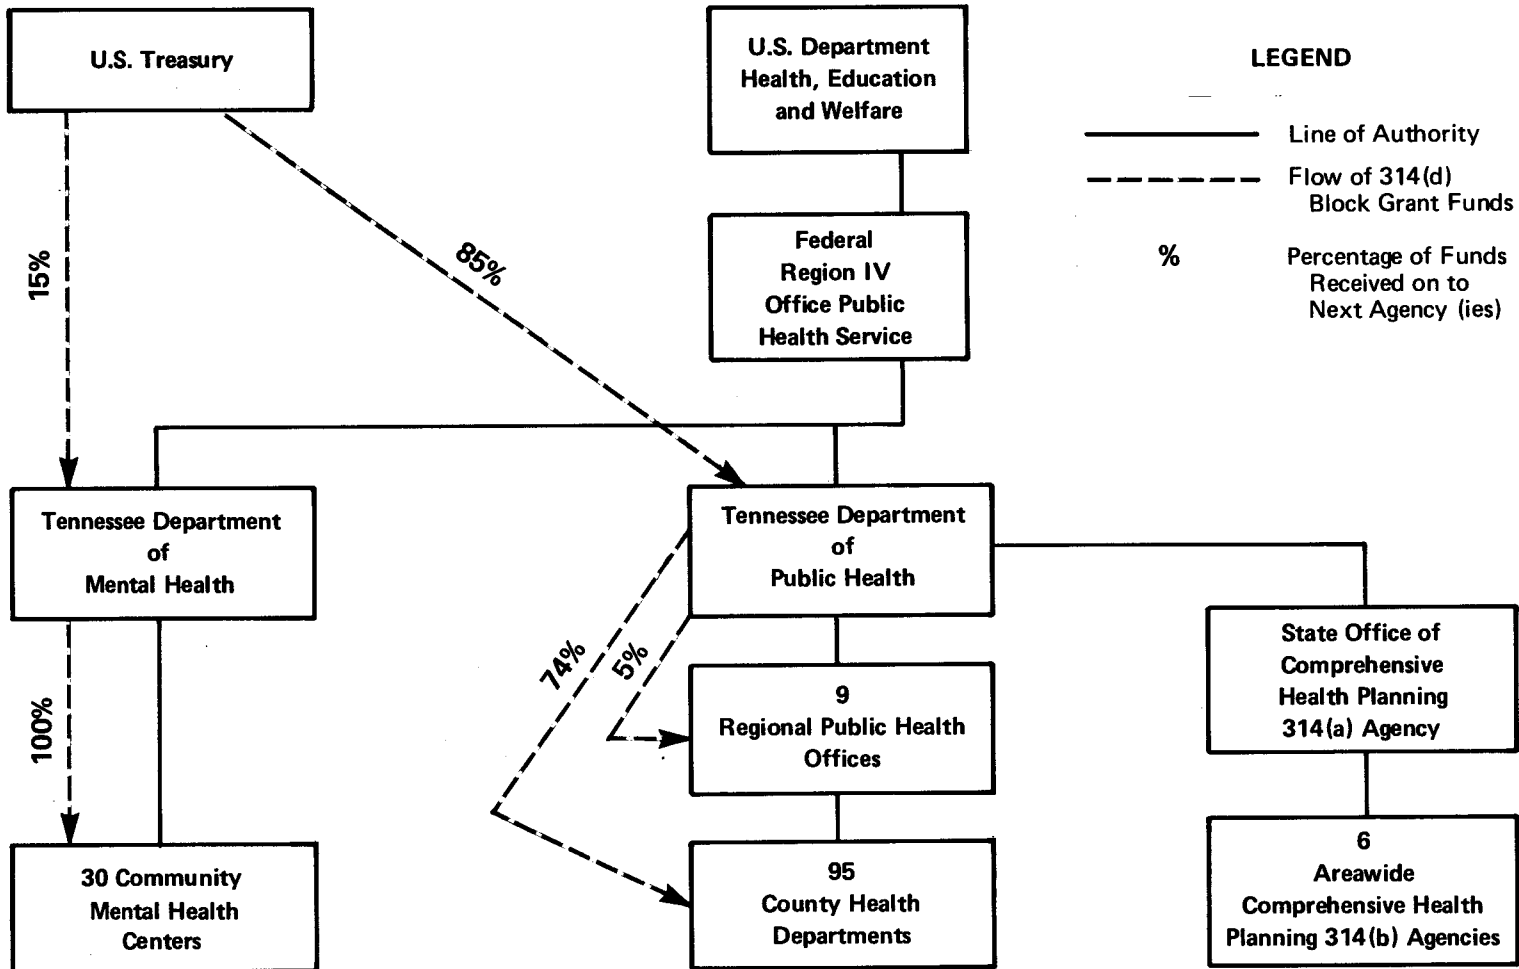 U.S. Treasury
U.S. Department
Health, Education
and Welfare
LEGEND
Line of Authority
Flow of 314(d)
Block Grant Funds
%
Percentage of Funds
Received on to
Next Agency (ies)
15%
85%
Federal
Region IV
Office Public
Health Service
Tennessee Department
of
Mental Health
Tennessee Department
of
Public Health
State Office of
Comprehensive
Health Planning
314(a) Agency
100%
74%
5%
9
Regional Public Health
Offices
30 Community
Mental Health
Centers
95
County Health
Departments
6
Areawide
Comprehensive Health
Planning 314(b) Agencies